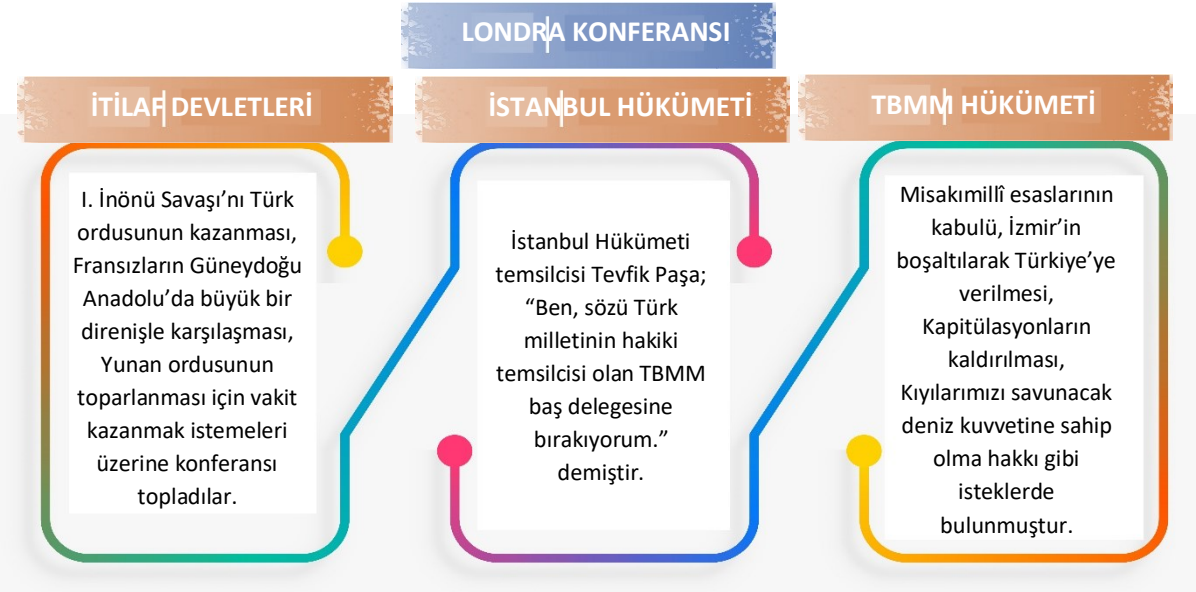 LONDRA KONFERANSI
İTİLAF DEVLETLERİ
I. İnönü Savaşı’nı Türk
ordusunun kazanması,
Fransızların Güneydoğu
Anadolu’da büyük bir
direnişle karşılaşması,
Yunan ordusunun
toparlanması için vakit
kazanmak istemeleri
üzerine konferansı
topladılar.
İSTANBUL HÜKÜMETİ
İstanbul Hükümeti
temsilcisi Tevfik Paşa;
“Ben, sözü Türk
milletinin hakiki
temsilcisi olan TBMM
baş delegesine
bırakıyorum.”
demiştir.
TBMM HÜKÜMETİ
Misakımillî esaslarının
kabulü, İzmir’in
boşaltılarak Türkiye’ye
verilmesi,
Kapitülasyonların
kaldırılması,
Kıyılarımızı savunacak
deniz kuvvetine sahip
olma hakkı gibi
isteklerde
bulunmuştur.